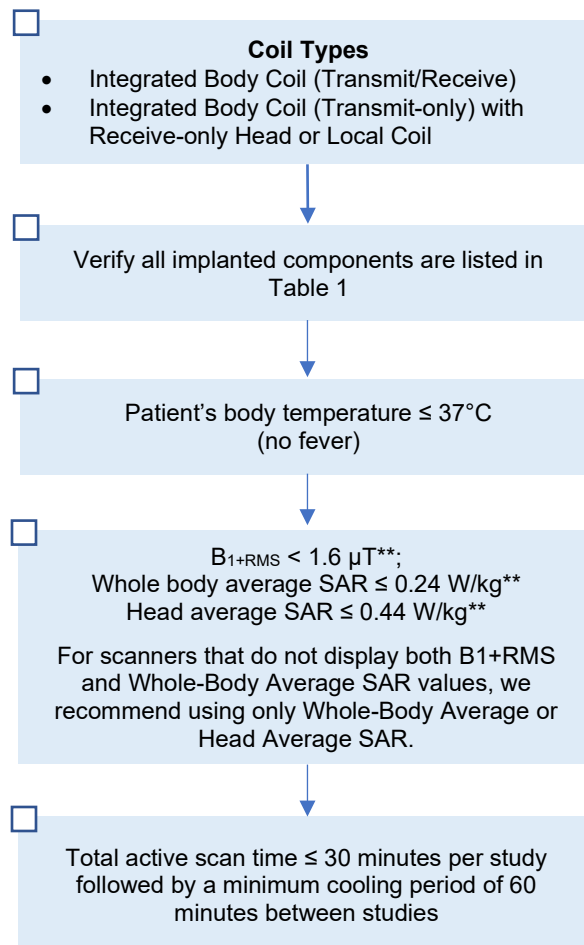 Coil Types
• Integrated Body Coil (Transmit/Receive)
• Integrated Body Coil (Transmit-only) with
Receive-only Head or Local Coil
Verify all implanted components are listed in
Table 1
Patient's body temperature ≤ 37°C
(no fever)
B1+RMS < 1.6 µT**;
Whole body average SAR ≤ 0.24 W/kg**
Head average SAR ≤ 0.44 W/kg**
For scanners that do not display both B1+RMS
and Whole-Body Average SAR values, we
recommend using only Whole-Body Average or
Head Average SAR.
Total active scan time ≤ 30 minutes per study
followed by a minimum cooling period of 60
minutes between studies